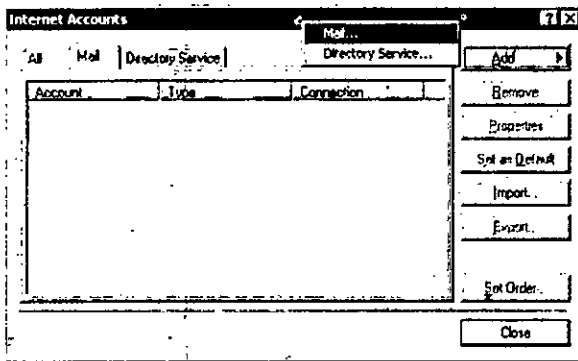 Internet Accounts
Mail...
Directory Service...
All Mail Directory Service
Add
Account Type Connection
Remove
Properties
Set as Default
Import...
Export...
Set Order...
Close